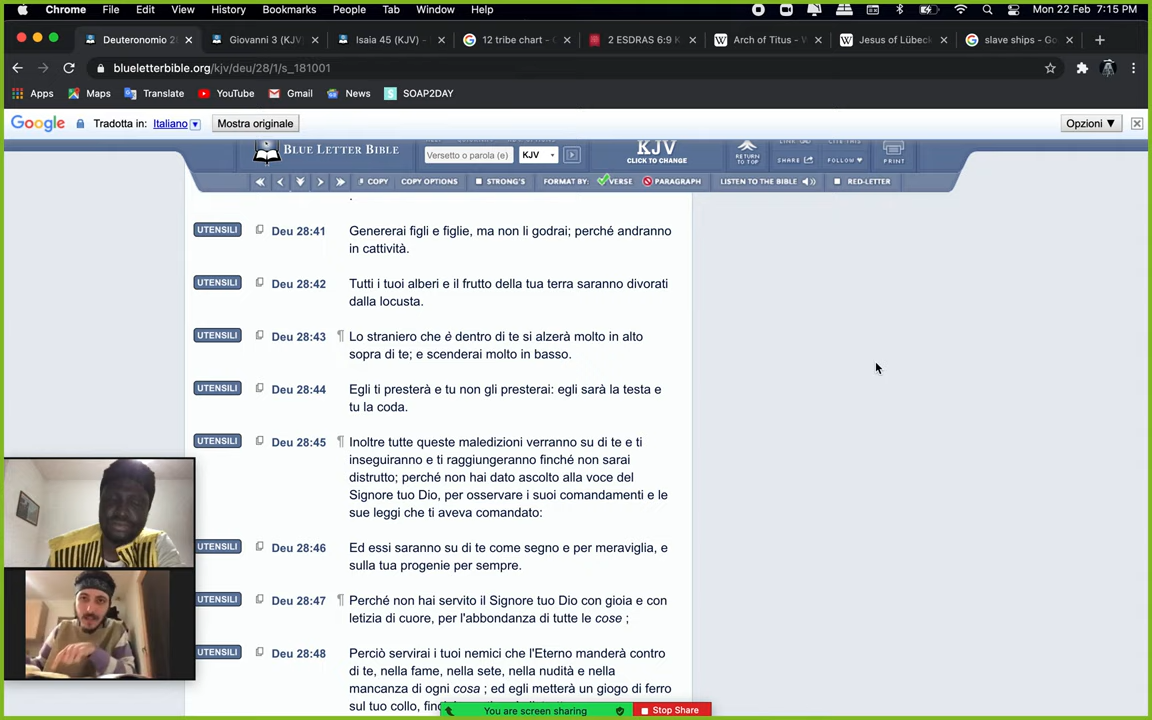 Chrome File Edit View History Bookmarks People Tab Window Help Mon 22 Feb 7:15 PM
Deuteronomio 2 Giovanni 3 (KJV) Isaia 45 (KJV) - 12 tribe chart - G 2 ESDRAS 6:9 K Arch of Titus - W Jesus of Lübeck slave ships - Go
blueletterbible.org/kjv/deu/28/1/s_181001
Apps Maps Translate YouTube Gmail News SOAP2DAY
Google Tradotta in: Italiano Mostra originale Opzioni ▼
BLUE LETTER BIBLE Versetto o parola (e) KJV KJV CLICK TO CHANGE RETURN TO TOP SHARE FOLLOW PRINT
COPY COPY OPTIONS STRONG'S FORMAT BY: VERSE PARAGRAPH LISTEN TO THE BIBLE RED-LETTER
.
UTENSILI Deu 28:41 Genererai figli e figlie, ma non li godrai; perché andranno
in cattività.
UTENSILI Deu 28:42 Tutti i tuoi alberi e il frutto della tua terra saranno divorati
dalla locusta.
UTENSILI Deu 28:43 ¶ Lo straniero che è dentro di te si alzerà molto in alto
sopra di te; e scenderai molto in basso.
UTENSILI Deu 28:44 Egli ti presterà e tu non gli presterai: egli sarà la testa e
tu la coda.
UTENSILI Deu 28:45 ¶ Inoltre tutte queste maledizioni verranno su di te e ti
inseguiranno e ti raggiungeranno finché non sarai
distrutto; perché non hai dato ascolto alla voce del
Signore tuo Dio, per osservare i suoi comandamenti e le
sue leggi che ti aveva comandato:
UTENSILI Deu 28:46 Ed essi saranno su di te come segno e per meraviglia, e
sulla tua progenie per sempre.
UTENSILI Deu 28:47 ¶ Perché non hai servito il Signore tuo Dio con gioia e con
letizia di cuore, per l'abbondanza di tutte le cose ;
UTENSILI Deu 28:48 Perciò servirai i tuoi nemici che l'Eterno manderà contro
di te, nella fame, nella sete, nella nudità e nella
mancanza di ogni cosa ; ed egli metterà un giogo di ferro
sul tuo collo,
You are screen sharing Stop Share